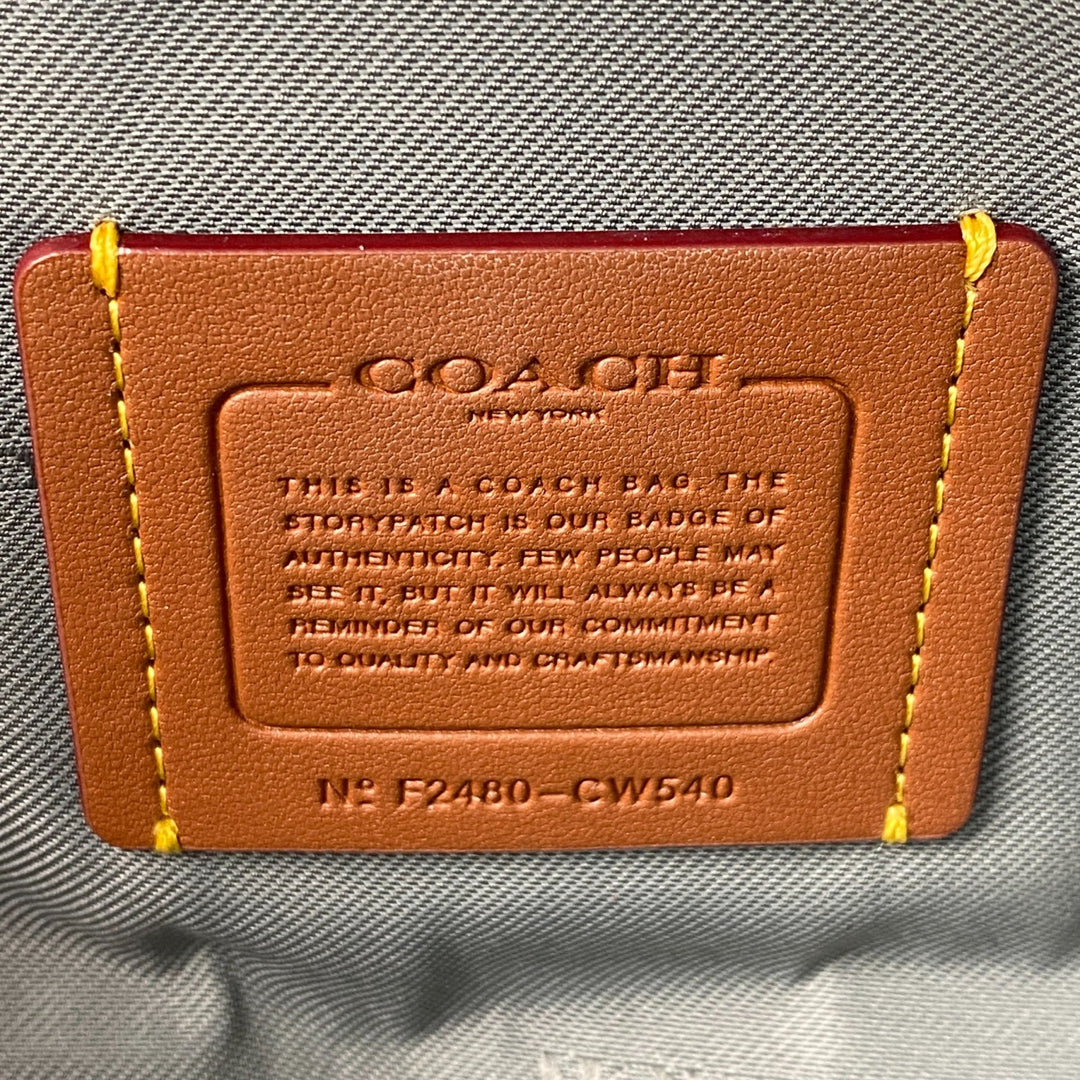 COACH
NEW YORK
THIS IS A COACH BAG. THE
STORYPATCH IS OUR BADGE OF
AUTHENTICITY. FEW PEOPLE MAY
SEE IT, BUT IT WILL ALWAYS BE A
REMINDER OF OUR COMMITMENT
TO QUALITY AND CRAFTSMANSHIP.
Nº F2480-CW540